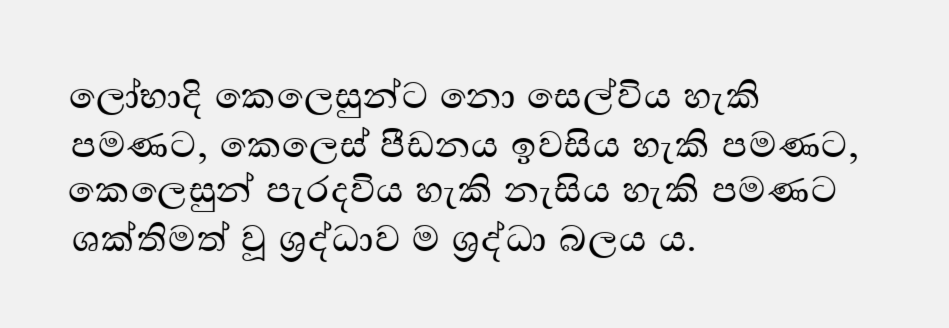 ලෝභාදි කෙලෙසුන්ට නො සෙල්විය හැකි
පමණට, කෙලෙස් පීඩනය ඉවසිය හැකි පමණට,
කෙලෙසුන් පැරදවිය හැකි නැසිය හැකි පමණට
ශක්තිමත් වූ ශ්‍රද්ධාව ම ශ්‍රද්ධා බලය ය.